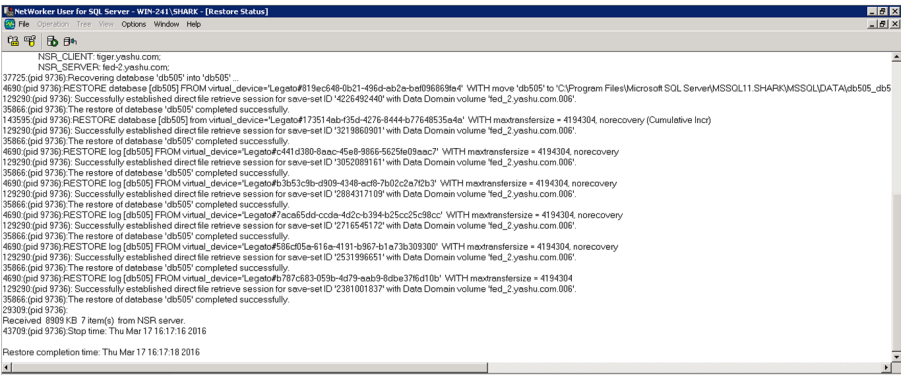 NetWorker User for SQL Server - WIN-241\SHARK - [Restore Status]
File Operation Tree View Options Window Help
NSR_CLIENT: tiger.yashu.com;
NSR_SERVER: fed-2.yashu.com;
37725:(pid 9736):Recovering database 'db505' into 'db505' ...
4690:(pid 9736):RESTORE database [db505] FROM virtual_device='Legato#819ec648-0b21-496d-ab2a-baf096869fa4' WITH move 'db505' to 'C:\Program Files\Microsoft SQL Server\MSSQL11.SHARK\MSSQL\DATA\db505_db5
129290:(pid 9736): Successfully established direct file retrieve session for save-set ID '4226492440' with Data Domain volume 'fed_2.yashu.com.006'.
35866:(pid 9736):The restore of database 'db505' completed successfully.
143595:(pid 9736):RESTORE database [db505] from virtual_device='Legato#173514ab-f35d-4276-8444-b77648535a4a' WITH maxtransfersize = 4194304, norecovery (Cumulative Incr)
129290:(pid 9736): Successfully established direct file retrieve session for save-set ID '3219860901' with Data Domain volume 'fed_2.yashu.com.006'.
35866:(pid 9736):The restore of database 'db505' completed successfully.
4690:(pid 9736):RESTORE log [db505] FROM virtual_device='Legato#c441d380-8aac-45e8-9866-5625fe09aac7' WITH maxtransfersize = 4194304, norecovery
129290:(pid 9736): Successfully established direct file retrieve session for save-set ID '3052089161' with Data Domain volume 'fed_2.yashu.com.006'.
35866:(pid 9736):The restore of database 'db505' completed successfully.
4690:(pid 9736):RESTORE log [db505] FROM virtual_device='Legato#b3b53c9b-d909-4348-acf8-7b02c2a7f2b3' WITH maxtransfersize = 4194304, norecovery
129290:(pid 9736): Successfully established direct file retrieve session for save-set ID '2884317109' with Data Domain volume 'fed_2.yashu.com.006'.
35866:(pid 9736):The restore of database 'db505' completed successfully.
4690:(pid 9736):RESTORE log [db505] FROM virtual_device='Legato#7aca65dd-ccda-4d2c-b394-b25cc25c98cc' WITH maxtransfersize = 4194304, norecovery
129290:(pid 9736): Successfully established direct file retrieve session for save-set ID '2716545172' with Data Domain volume 'fed_2.yashu.com.006'.
35866:(pid 9736):The restore of database 'db505' completed successfully.
4690:(pid 9736):RESTORE log [db505] FROM virtual_device='Legato#586cf05a-616a-4191-b967-b1a73b309300' WITH maxtransfersize = 4194304, norecovery
129290:(pid 9736): Successfully established direct file retrieve session for save-set ID '2531996651' with Data Domain volume 'fed_2.yashu.com.006'.
35866:(pid 9736):The restore of database 'db505' completed successfully.
4690:(pid 9736):RESTORE log [db505] FROM virtual_device='Legato#b787c683-059b-4d79-aab9-8dbe37f6d10b' WITH maxtransfersize = 4194304
129290:(pid 9736): Successfully established direct file retrieve session for save-set ID '2381001837' with Data Domain volume 'fed_2.yashu.com.006'.
35866:(pid 9736):The restore of database 'db505' completed successfully.
29309:(pid 9736):
Received 8909 KB 7 item(s) from NSR server.
43709:(pid 9736):Stop time: Thu Mar 17 16:17:16 2016
Restore completion time: Thu Mar 17 16:17:18 2016